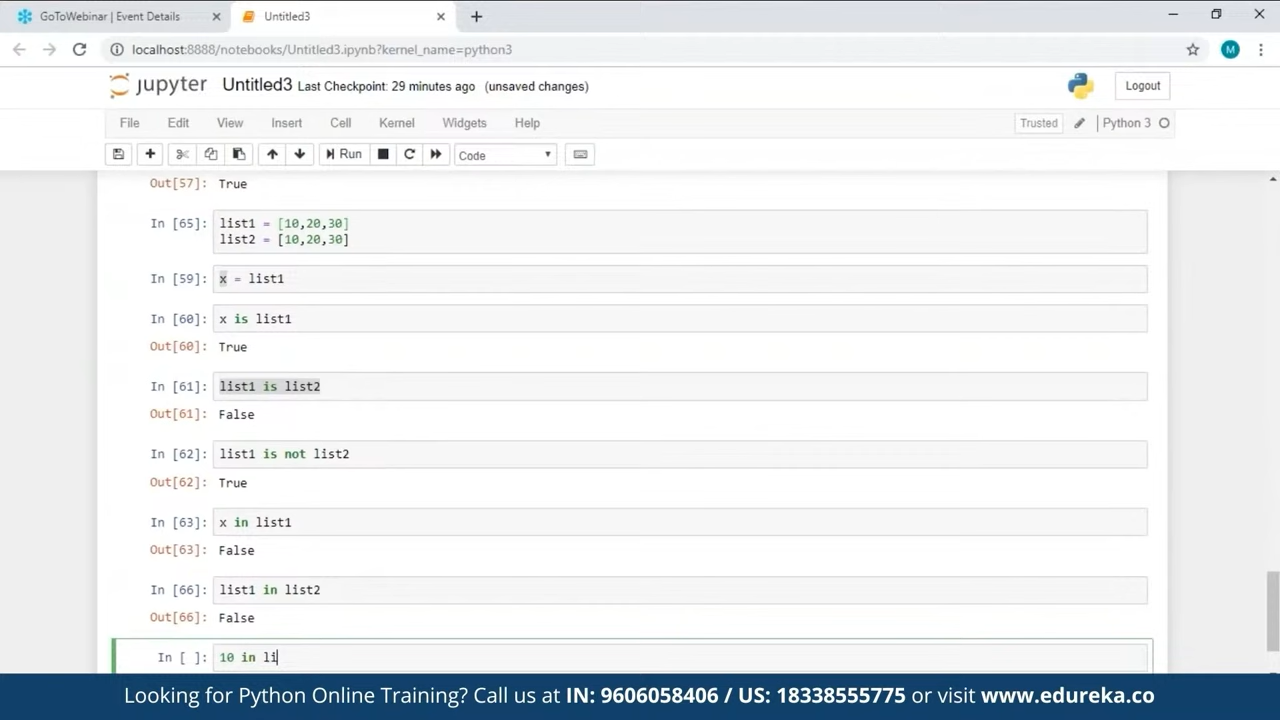 GoToWebinar | Event Details
Untitled3
localhost:8888/notebooks/Untitled3.ipynb?kernel_name=python3
M
jupyter Untitled3 Last Checkpoint: 29 minutes ago (unsaved changes)
Logout
File Edit View Insert Cell Kernel Widgets Help
Trusted
Python 3
Run
Code
Out[57]: True
In [65]: list1 = [10,20,30]
list2 = [10,20,30]
In [59]: x = list1
In [60]: x is list1
Out[60]: True
In [61]: list1 is list2
Out[61]: False
In [62]: list1 is not list2
Out[62]: True
In [63]: x in list1
Out[63]: False
In [66]: list1 in list2
Out[66]: False
In [ ]: 10 in li
Looking for Python Online Training? Call us at IN: 9606058406 / US: 18338555775 or visit www.edureka.co